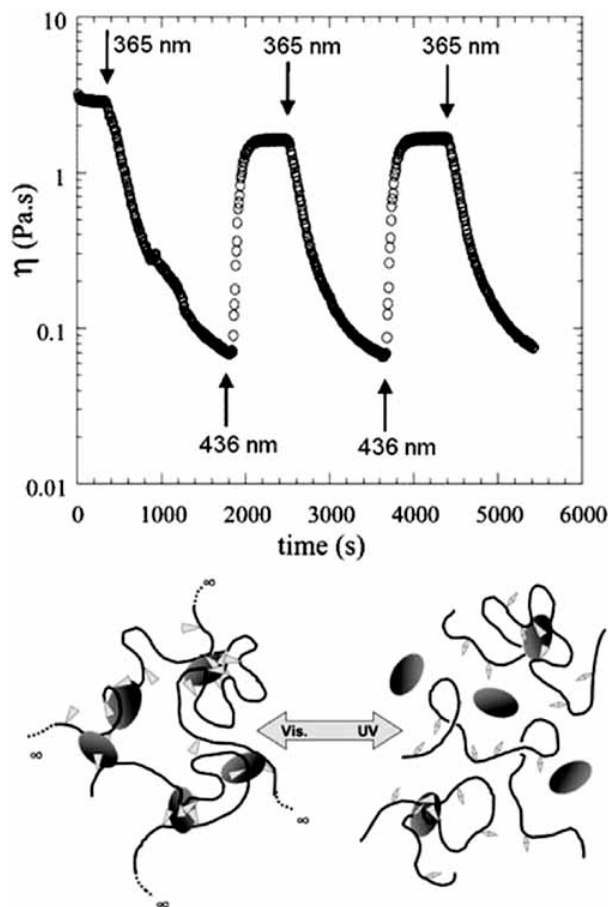 10
365 nm
365 nm
365 nm
1
η (Pa.s)
0.1
436 nm
436 nm
0.01
0
1000
2000
3000
4000
5000
6000
time (s)
∞
∞
Vis.
UV
∞
∞
∞